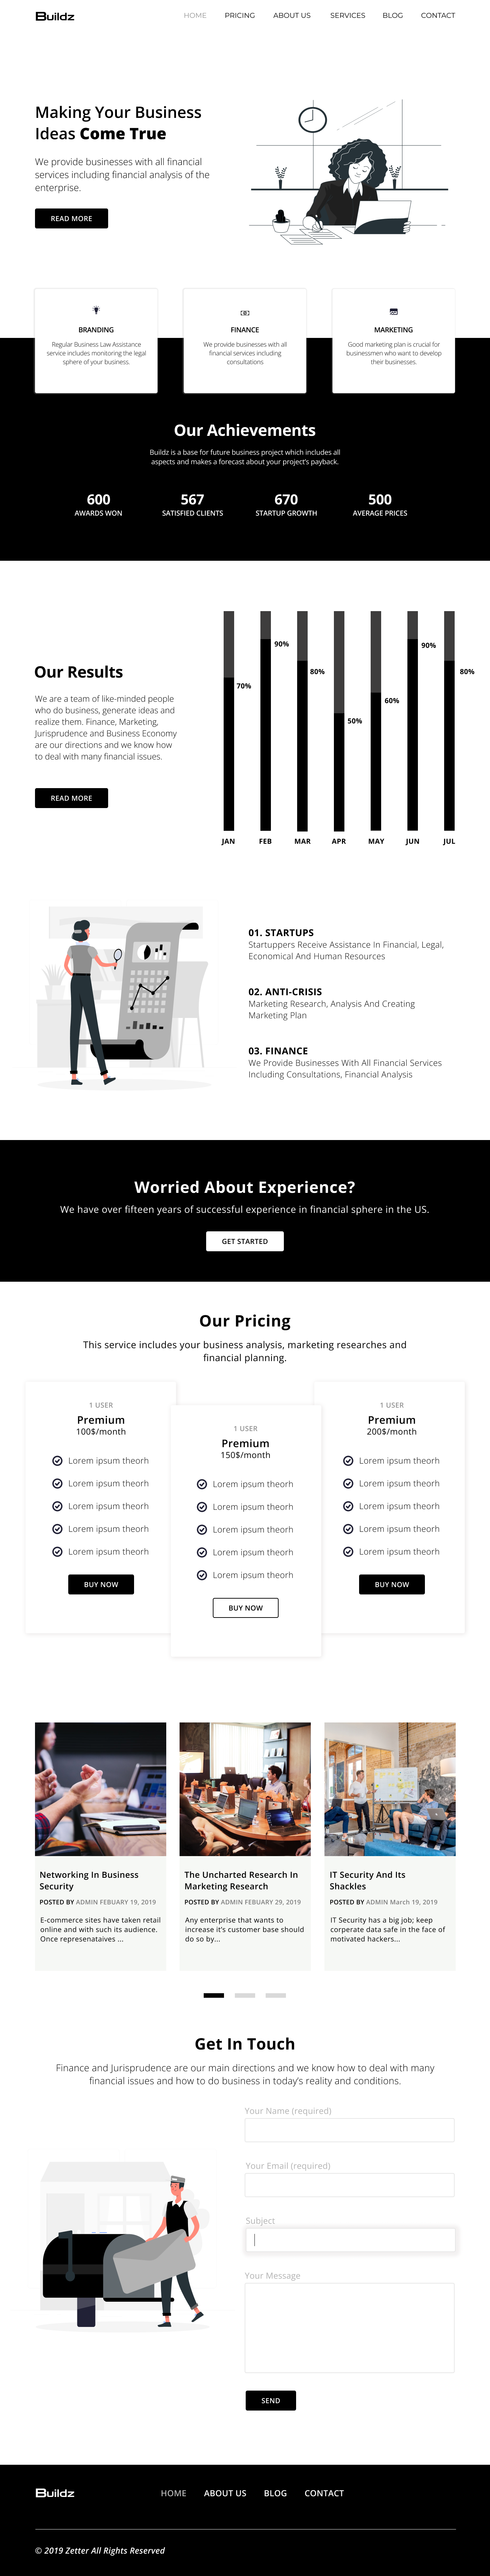 Buildz
HOME PRICING ABOUT US SERVICES BLOG CONTACT
Making Your Business
Ideas Come True
We provide businesses with all financial
services including financial analysis of the
enterprise.
READ MORE
BRANDING
Regular Business Law Assistance
service includes monitoring the legal
sphere of your business.
FINANCE
We provide businesses with all
financial services including
consultations
MARKETING
Good marketing plan is crucial for
businessmen who want to develop
their businesses.
Our Achievements
Buildz is a base for future business project which includes all
aspects and makes a forecast about your project's payback.
600
AWARDS WON
567
SATISFIED CLIENTS
670
STARTUP GROWTH
500
AVERAGE PRICES
Our Results
We are a team of like-minded people
who do business, generate ideas and
realize them. Finance, Marketing,
Jurisprudence and Business Economy
are our directions and we know how
to deal with many financial issues.
READ MORE
70%
90%
80%
50%
60%
90%
80%
JAN FEB MAR APR MAY JUN JUL
01. STARTUPS
Startuppers Receive Assistance In Financial, Legal,
Economical And Human Resources
02. ANTI-CRISIS
Marketing Research, Analysis And Creating
Marketing Plan
03. FINANCE
We Provide Businesses With All Financial Services
Including Consultations, Financial Analysis
Worried About Experience?
We have over fifteen years of successful experience in financial sphere in the US.
GET STARTED
Our Pricing
This service includes your business analysis, marketing researches and
financial planning.
1 USER
Premium
100$/month
Lorem ipsum theorh
Lorem ipsum theorh
Lorem ipsum theorh
Lorem ipsum theorh
Lorem ipsum theorh
BUY NOW
1 USER
Premium
150$/month
Lorem ipsum theorh
Lorem ipsum theorh
Lorem ipsum theorh
Lorem ipsum theorh
Lorem ipsum theorh
BUY NOW
1 USER
Premium
200$/month
Lorem ipsum theorh
Lorem ipsum theorh
Lorem ipsum theorh
Lorem ipsum theorh
Lorem ipsum theorh
BUY NOW
Networking In Business
Security
POSTED BY ADMIN FEBUARY 19, 2019
E-commerce sites have taken retail
online and with such its audience.
Once represenataives ...
The Uncharted Research In
Marketing Research
POSTED BY ADMIN FEBUARY 29, 2019
Any enterprise that wants to
increase it's customer base should
do so by...
IT Security And Its
Shackles
POSTED BY ADMIN March 19, 2019
IT Security has a big job; keep
corperate data safe in the face of
motivated hackers...
Get In Touch
Finance and Jurisprudence are our main directions and we know how to deal with many
financial issues and how to do business in today's reality and conditions.
Your Name (required)
Your Email (required)
Subject
Your Message
SEND
Buildz
HOME ABOUT US BLOG CONTACT
© 2019 Zetter All Rights Reserved